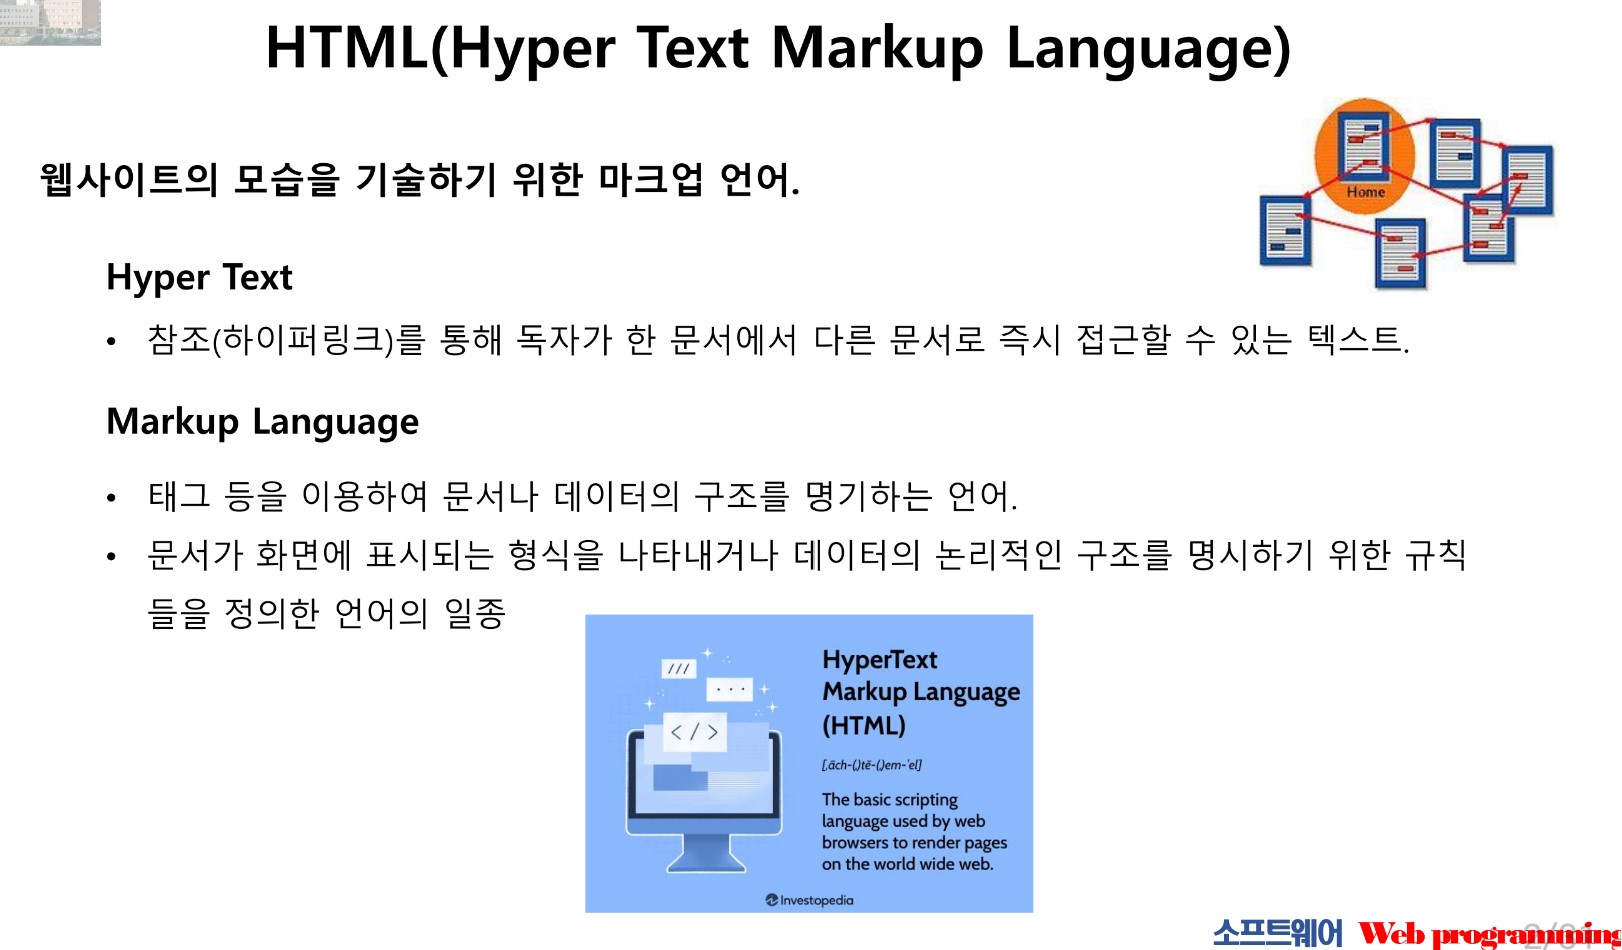 HTML(Hyper Text Markup Language)
웹사이트의 모습을 기술하기 위한 마크업 언어.
Home
Hyper Text
• 참조(하이퍼링크)를 통해 독자가 한 문서에서 다른 문서로 즉시 접근할 수 있는 텍스트.
Markup Language
• 태그 등을 이용하여 문서나 데이터의 구조를 명기하는 언어.
• 문서가 화면에 표시되는 형식을 나타내거나 데이터의 논리적인 구조를 명시하기 위한 규칙
들을 정의한 언어의 일종
///
...
</>
HyperText
Markup Language
(HTML)
[,äch-(,)tē-(,)em-ˈel]
The basic scripting
language used by web
browsers to render pages
on the world wide web.
Investopedia
소프트웨어 Web programming